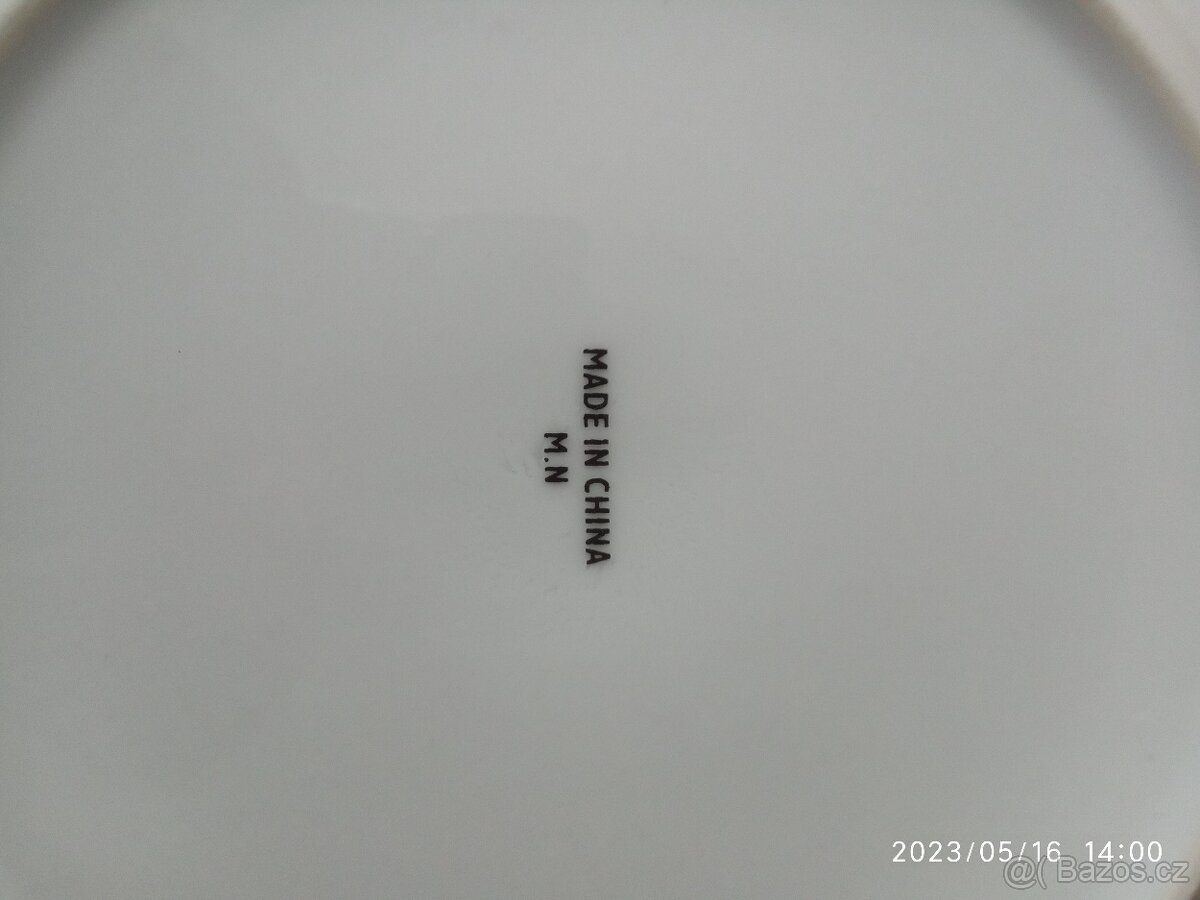 MADE IN CHINA
M.N
2023/05/16 14:00
@( Bazos.cz